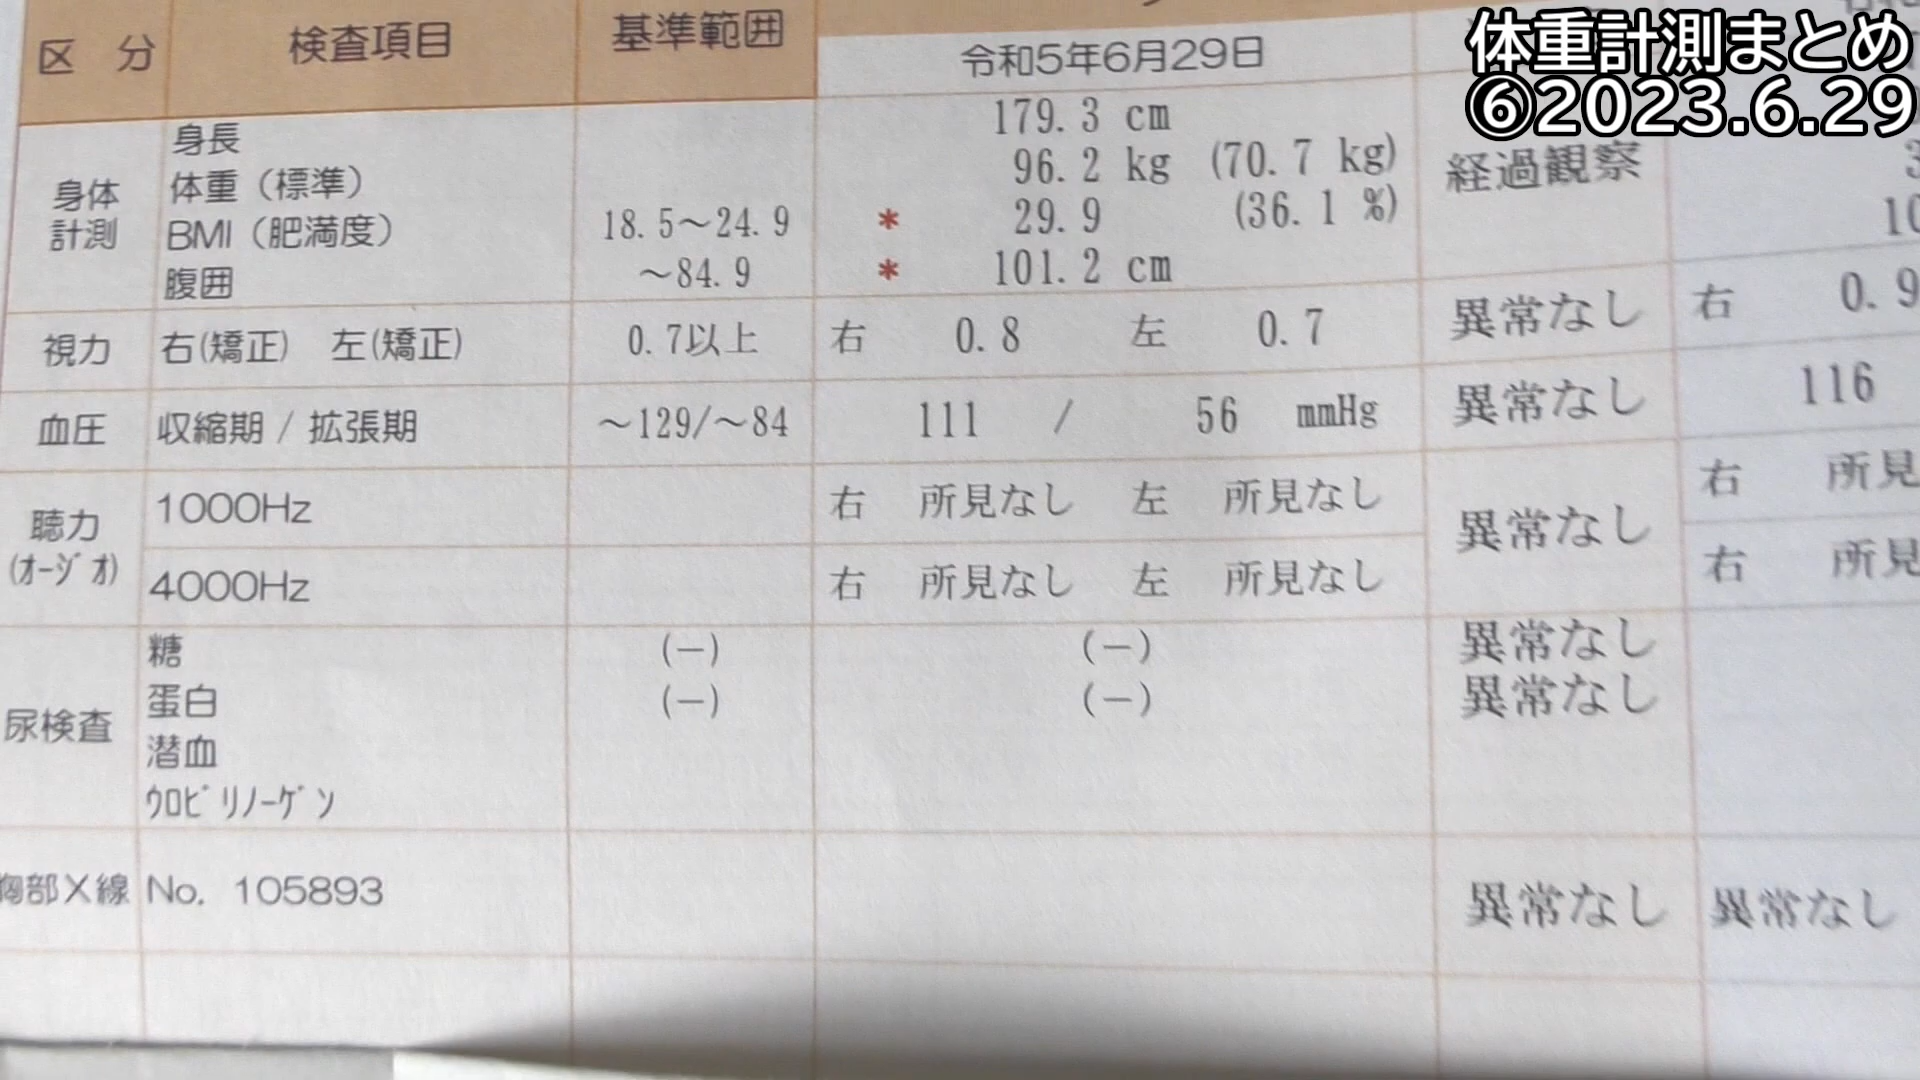 体重計測まとめ
⑥2023.6.29
区 分 検査項目 基準範囲 令和5年6月29日
身体計測
身長 179.3 cm
体重（標準） 96.2 kg (70.7 kg) 経過観察
BMI（肥満度） 18.5～24.9 * 29.9 (36.1 %)
腹囲 ～84.9 * 101.2 cm
視力 右(矯正) 左(矯正) 0.7以上 右 0.8 左 0.7 異常なし 右 0.9
血圧 収縮期 / 拡張期 ～129/～84 111 / 56 mmHg 異常なし 116
聴力(ｵｰｼﾞｵ)
1000Hz 右 所見なし 左 所見なし 異常なし 右 所見
4000Hz 右 所見なし 左 所見なし 右 所見
尿検査
糖 (－) (－) 異常なし
蛋白 (－) (－) 異常なし
潜血
ｳﾛﾋﾞﾘﾉｰｹﾞﾝ
胸部X線 No. 105893 異常なし 異常なし